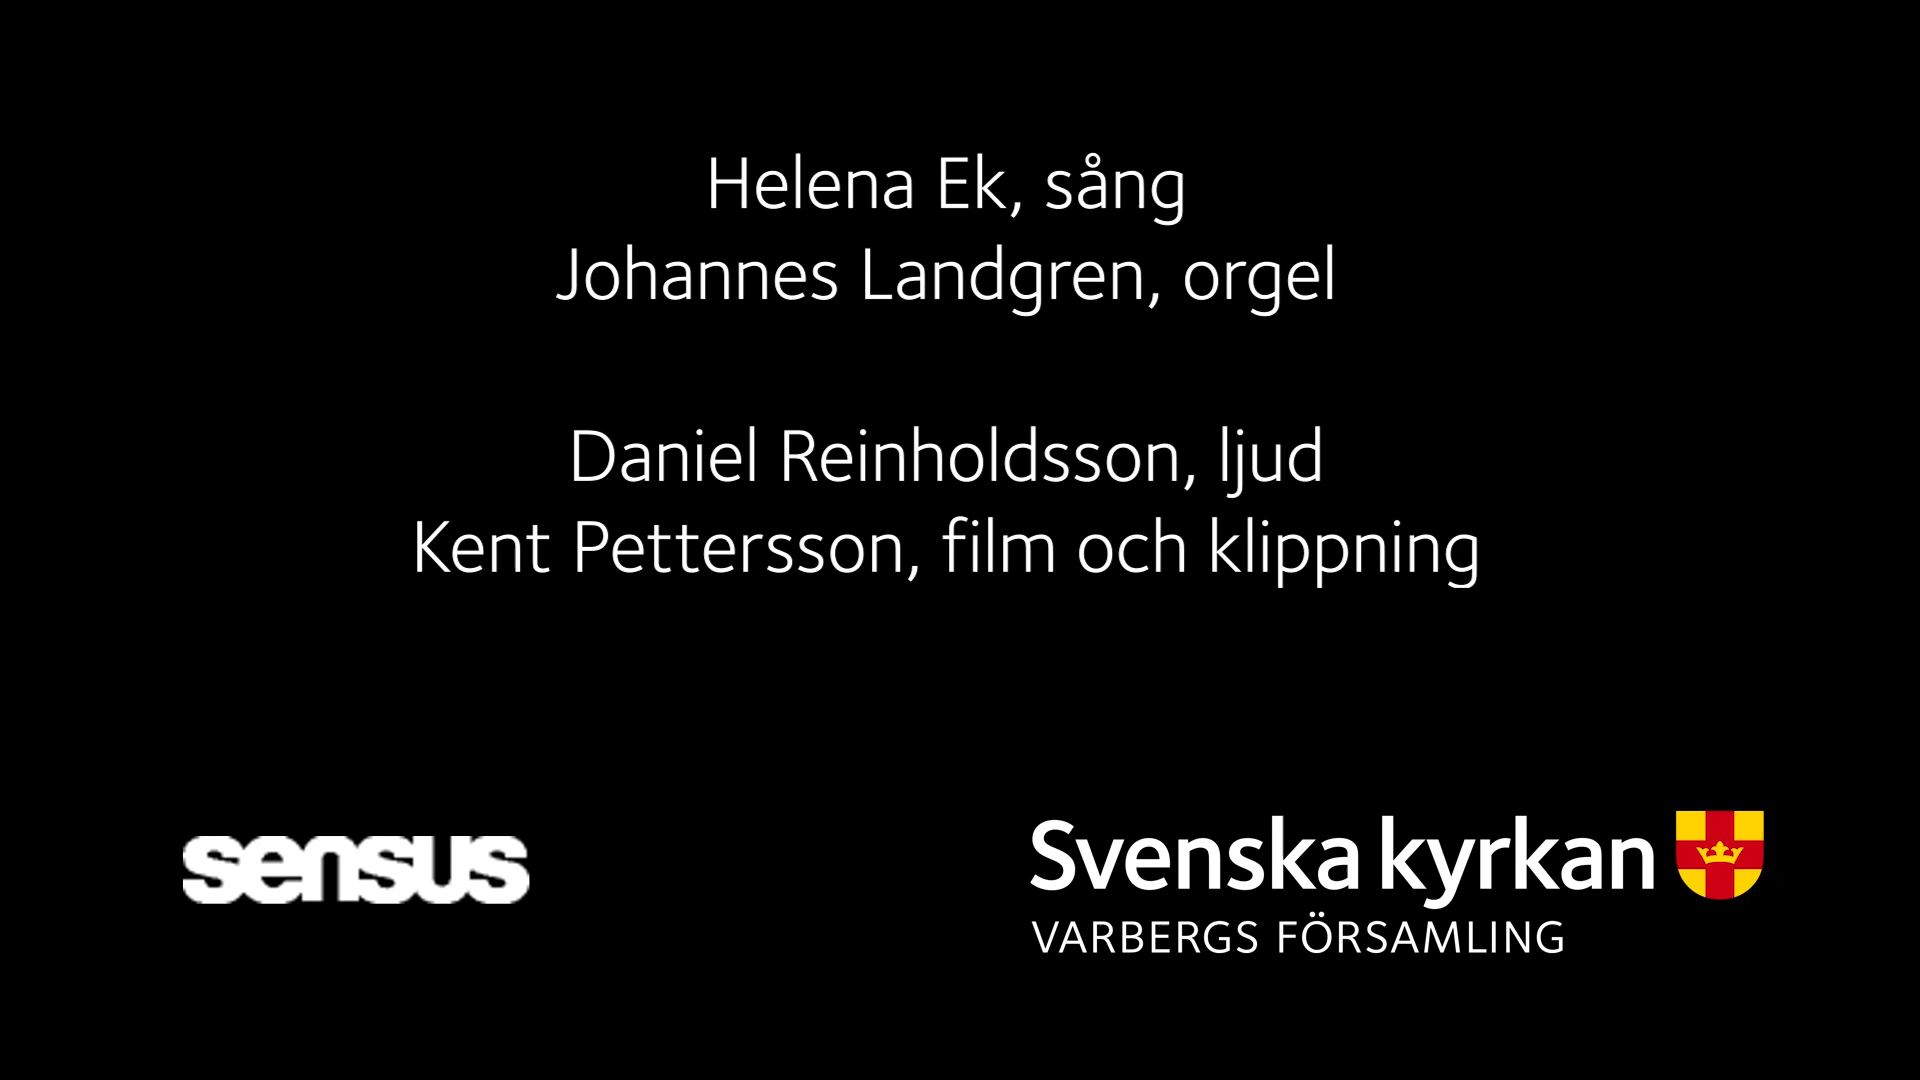 Helena Ek, sång
Johannes Landgren, orgel
Daniel Reinholdsson, ljud
Kent Pettersson, film och klippning
sensus
Svenska kyrkan
VARBERGS FÖRSAMLING